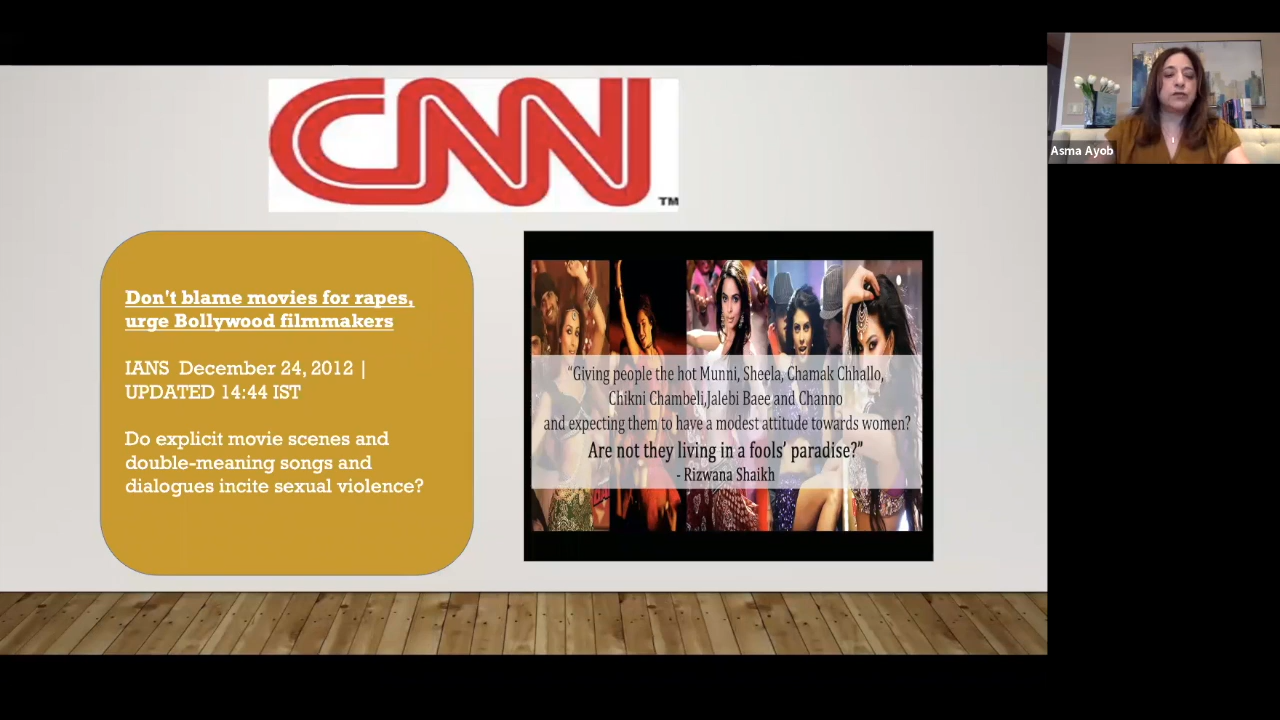 CNN
TM
Asma Ayob
Don't blame movies for rapes,
urge Bollywood filmmakers
IANS December 24, 2012 |
UPDATED 14:44 IST
Do explicit movie scenes and
double-meaning songs and
dialogues incite sexual violence?
“Giving people the hot Munni, Sheela, Chamak Chhallo,
Chikni Chambeli,Jalebi Baee and Channo
and expecting them to have a modest attitude towards women?
Are not they living in a fools’ paradise?”
- Rizwana Shaikh